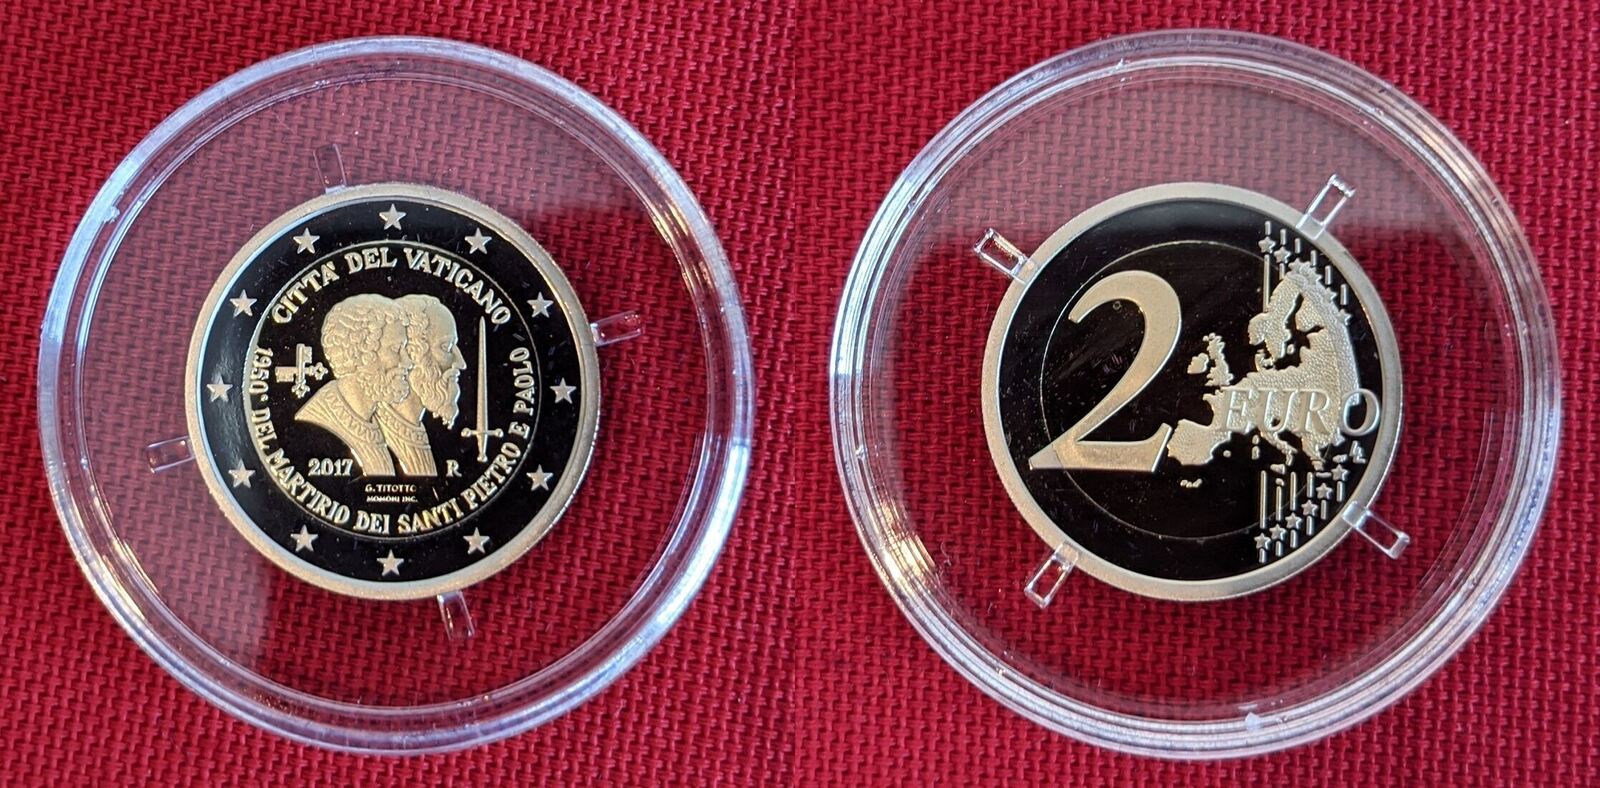 CITTA' DEL VATICANO
1950° DEL MARTIRIO DEI SANTI PIETRO E PAOLO
2017 R
G. TITOTTO
MOMONI INC.
2 EURO